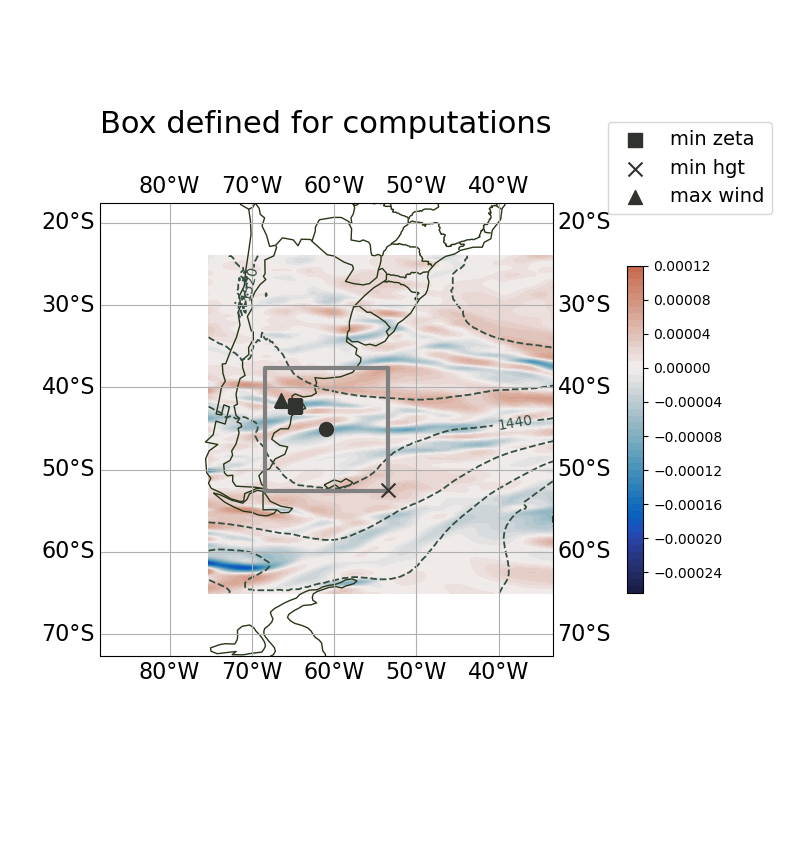 Box defined for computations
min zeta
min hgt
max wind
80°W 70°W 60°W 50°W 40°W
20°S 20°S
30°S 30°S
40°S 40°S
50°S 50°S
60°S 60°S
70°S 70°S
80°W 70°W 60°W 50°W 40°W
1440
0.00012
0.00008
0.00004
0.00000
−0.00004
−0.00008
−0.00012
−0.00016
−0.00020
−0.00024